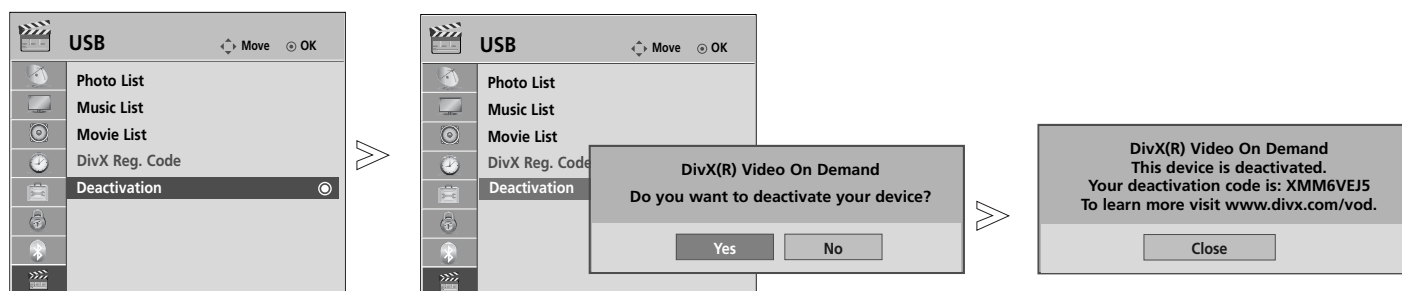 USB
Move
OK
Photo List
Music List
Movie List
DivX Reg. Code
Deactivation
USB
Move
OK
Photo List
Music List
Movie List
DivX Reg. Code
Deactivation
DivX(R) Video On Demand
Do you want to deactivate your device?
Yes
No
DivX(R) Video On Demand
This device is deactivated.
Your deactivation code is: XMM6VEJ5
To learn more visit www.divx.com/vod.
Close